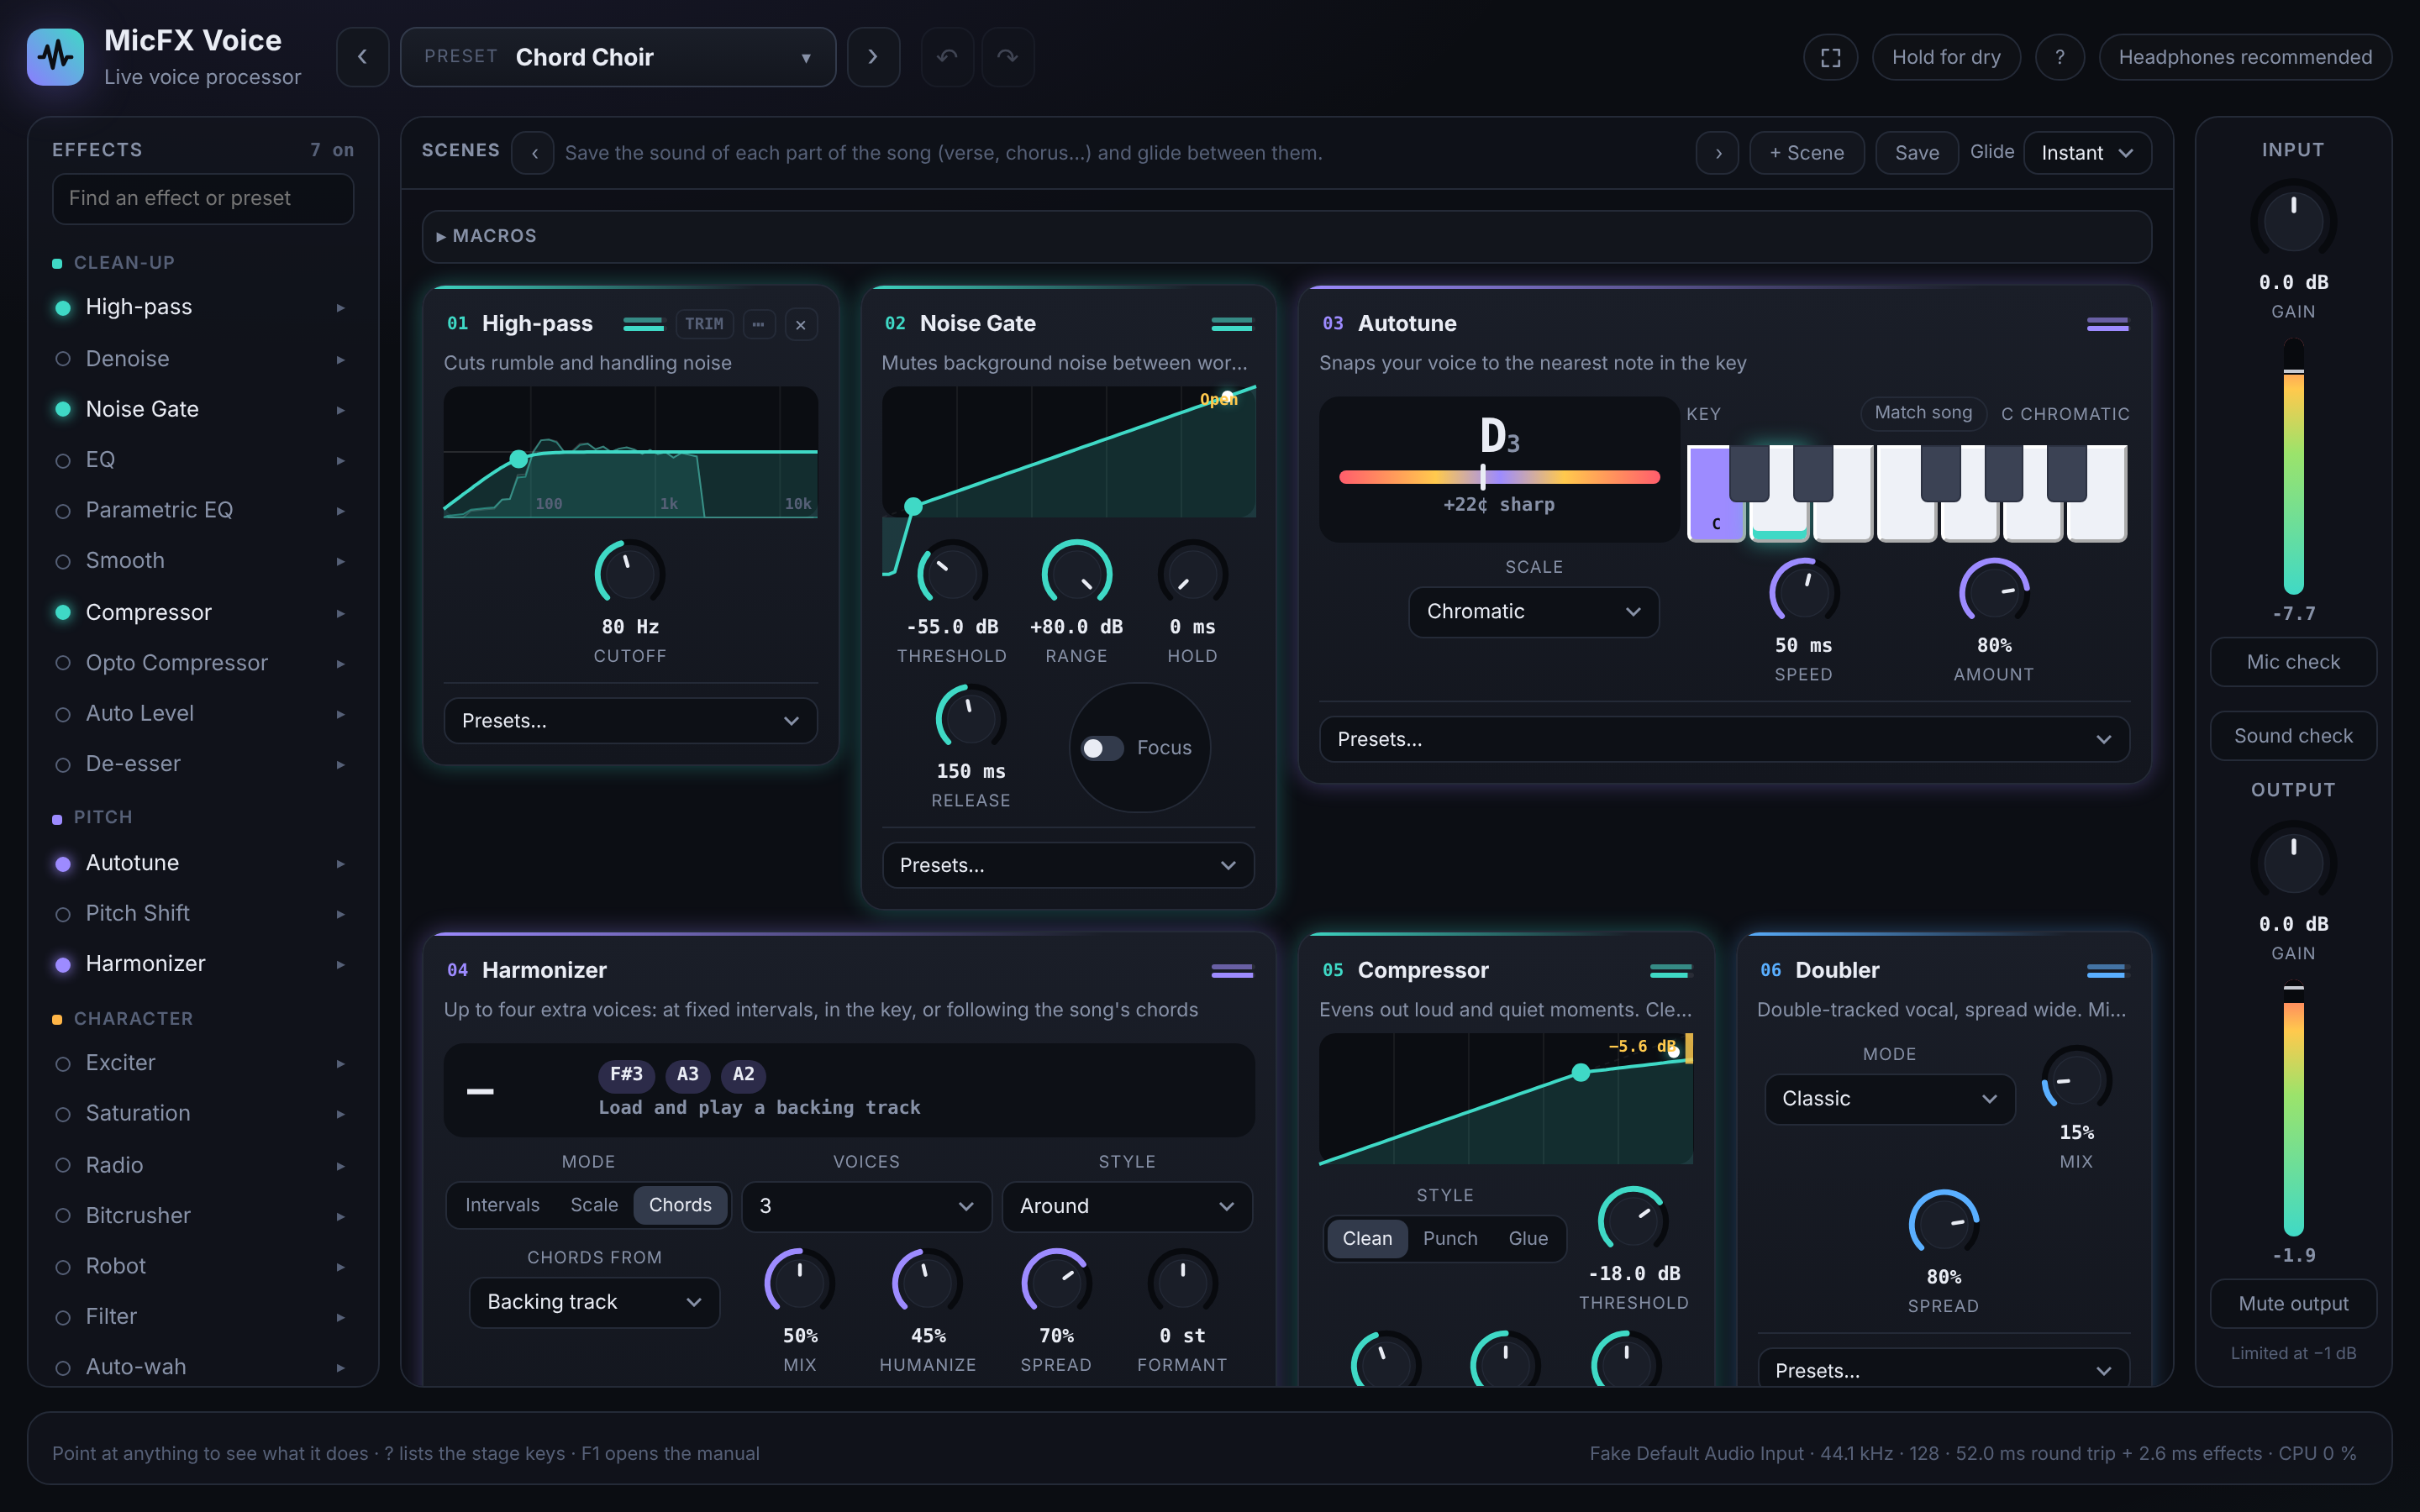 MicFX Voice
Live voice processor
PRESET Chord Choir
Hold for dry
?
Headphones recommended
EFFECTS 7 on
Find an effect or preset
CLEAN-UP
High-pass
Denoise
Noise Gate
EQ
Parametric EQ
Smooth
Compressor
Opto Compressor
Auto Level
De-esser
PITCH
Autotune
Pitch Shift
Harmonizer
CHARACTER
Exciter
Saturation
Radio
Bitcrusher
Robot
Filter
Auto-wah
SCENES
Save the sound of each part of the song (verse, chorus...) and glide between them.
+ Scene
Save
Glide
Instant
MACROS
01 High-pass TRIM
Cuts rumble and handling noise
100 1k 10k
80 Hz
CUTOFF
Presets...
02 Noise Gate
Mutes background noise between wor...
Open
-55.0 dB +80.0 dB 0 ms
THRESHOLD RANGE HOLD
150 ms
RELEASE
Focus
Presets...
03 Autotune
Snaps your voice to the nearest note in the key
D3
+22¢ sharp
KEY Match song C CHROMATIC
C
SCALE
Chromatic
50 ms 80%
SPEED AMOUNT
Presets...
04 Harmonizer
Up to four extra voices: at fixed intervals, in the key, or following the song's chords
— F#3 A3 A2
Load and play a backing track
MODE VOICES STYLE
Intervals Scale Chords 3 Around
CHORDS FROM
Backing track
50% 45% 70% 0 st
MIX HUMANIZE SPREAD FORMANT
05 Compressor
Evens out loud and quiet moments. Cle...
−5.6 dB
STYLE
Clean Punch Glue
-18.0 dB
THRESHOLD
06 Doubler
Double-tracked vocal, spread wide. Mi...
MODE
Classic
15%
MIX
80%
SPREAD
Presets...
INPUT
0.0 dB
GAIN
-7.7
Mic check
Sound check
OUTPUT
0.0 dB
GAIN
-1.9
Mute output
Limited at −1 dB
Point at anything to see what it does · ? lists the stage keys · F1 opens the manual
Fake Default Audio Input · 44.1 kHz · 128 · 52.0 ms round trip + 2.6 ms effects · CPU 0 %